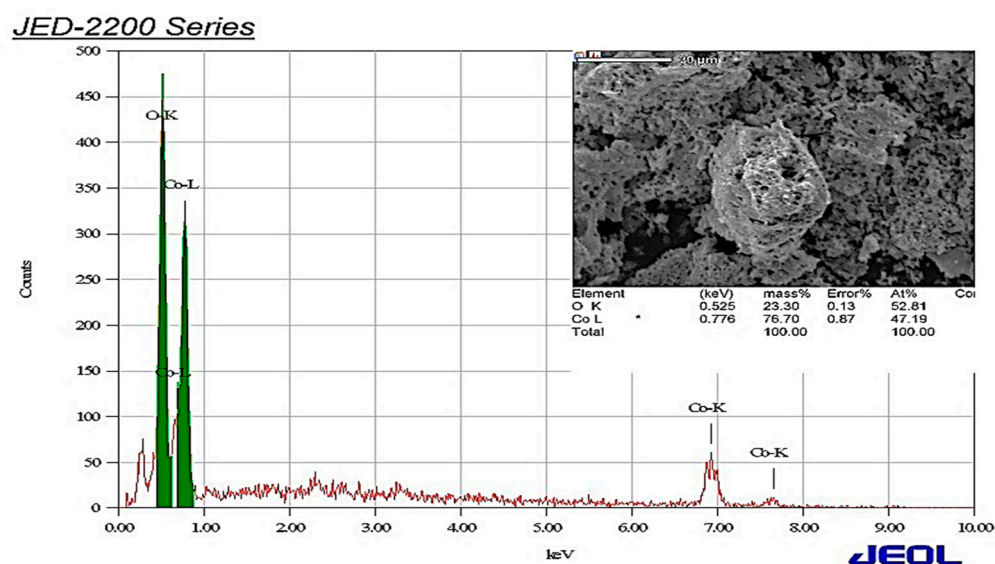 JED-2200 Series
500
450
400
350
300
250
200
150
100
50
0
Counts
O-K
Co-L
Co-L
Co-K
Co-K
30 µm
Element (keV) mass% Error% At%
O K 0.525 23.30 0.13 52.81
Co L * 0.776 76.70 0.87 47.19
Total 100.00 100.00
0.00 1.00 2.00 3.00 4.00 5.00 6.00 7.00 8.00 9.00 10.00
keV
JEOL